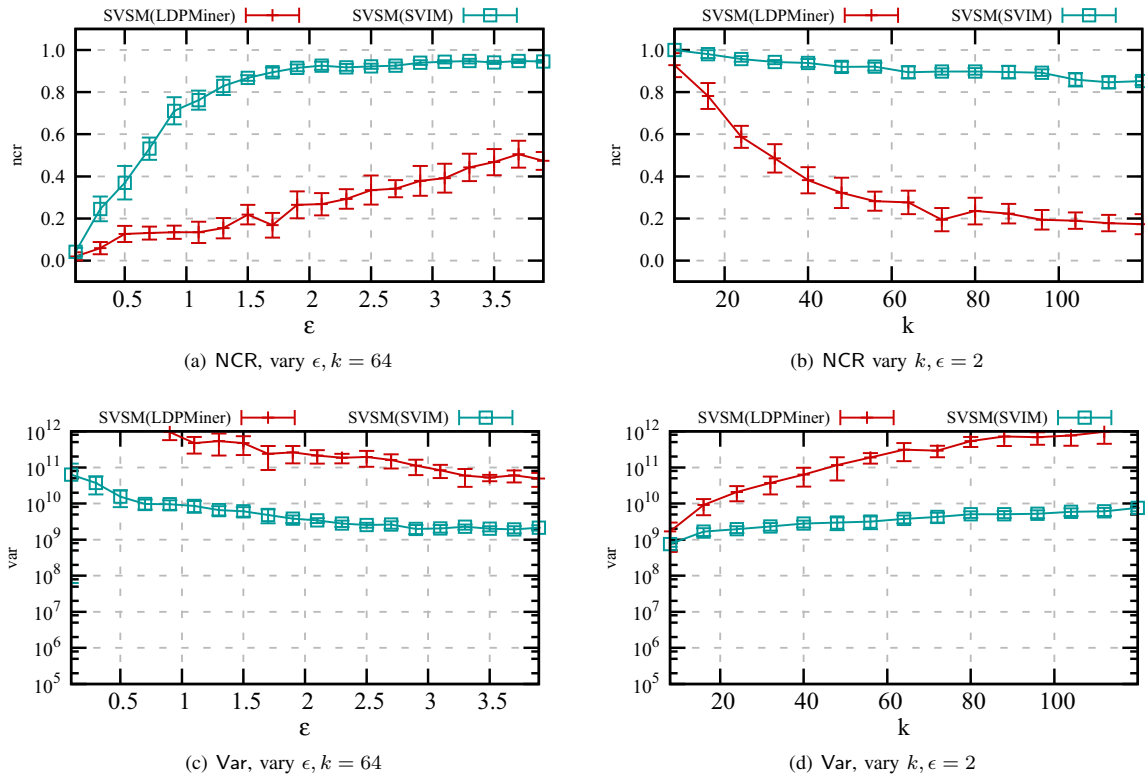 SVSM(LDPMiner) SVSM(SVIM)
1.0
0.8
0.6
0.4
0.2
0.0
ncr
0.5 1 1.5 2 2.5 3 3.5
ε
(a) NCR, vary ϵ, k = 64
SVSM(LDPMiner) SVSM(SVIM)
1.0
0.8
0.6
0.4
0.2
0.0
ncr
20 40 60 80 100
k
(b) NCR vary k, ϵ = 2
SVSM(LDPMiner) SVSM(SVIM)
10^12
10^11
10^10
10^9
10^8
10^7
10^6
10^5
var
0.5 1 1.5 2 2.5 3 3.5
ε
(c) Var, vary ϵ, k = 64
SVSM(LDPMiner) SVSM(SVIM)
10^12
10^11
10^10
10^9
10^8
10^7
10^6
10^5
var
20 40 60 80 100
k
(d) Var, vary k, ϵ = 2